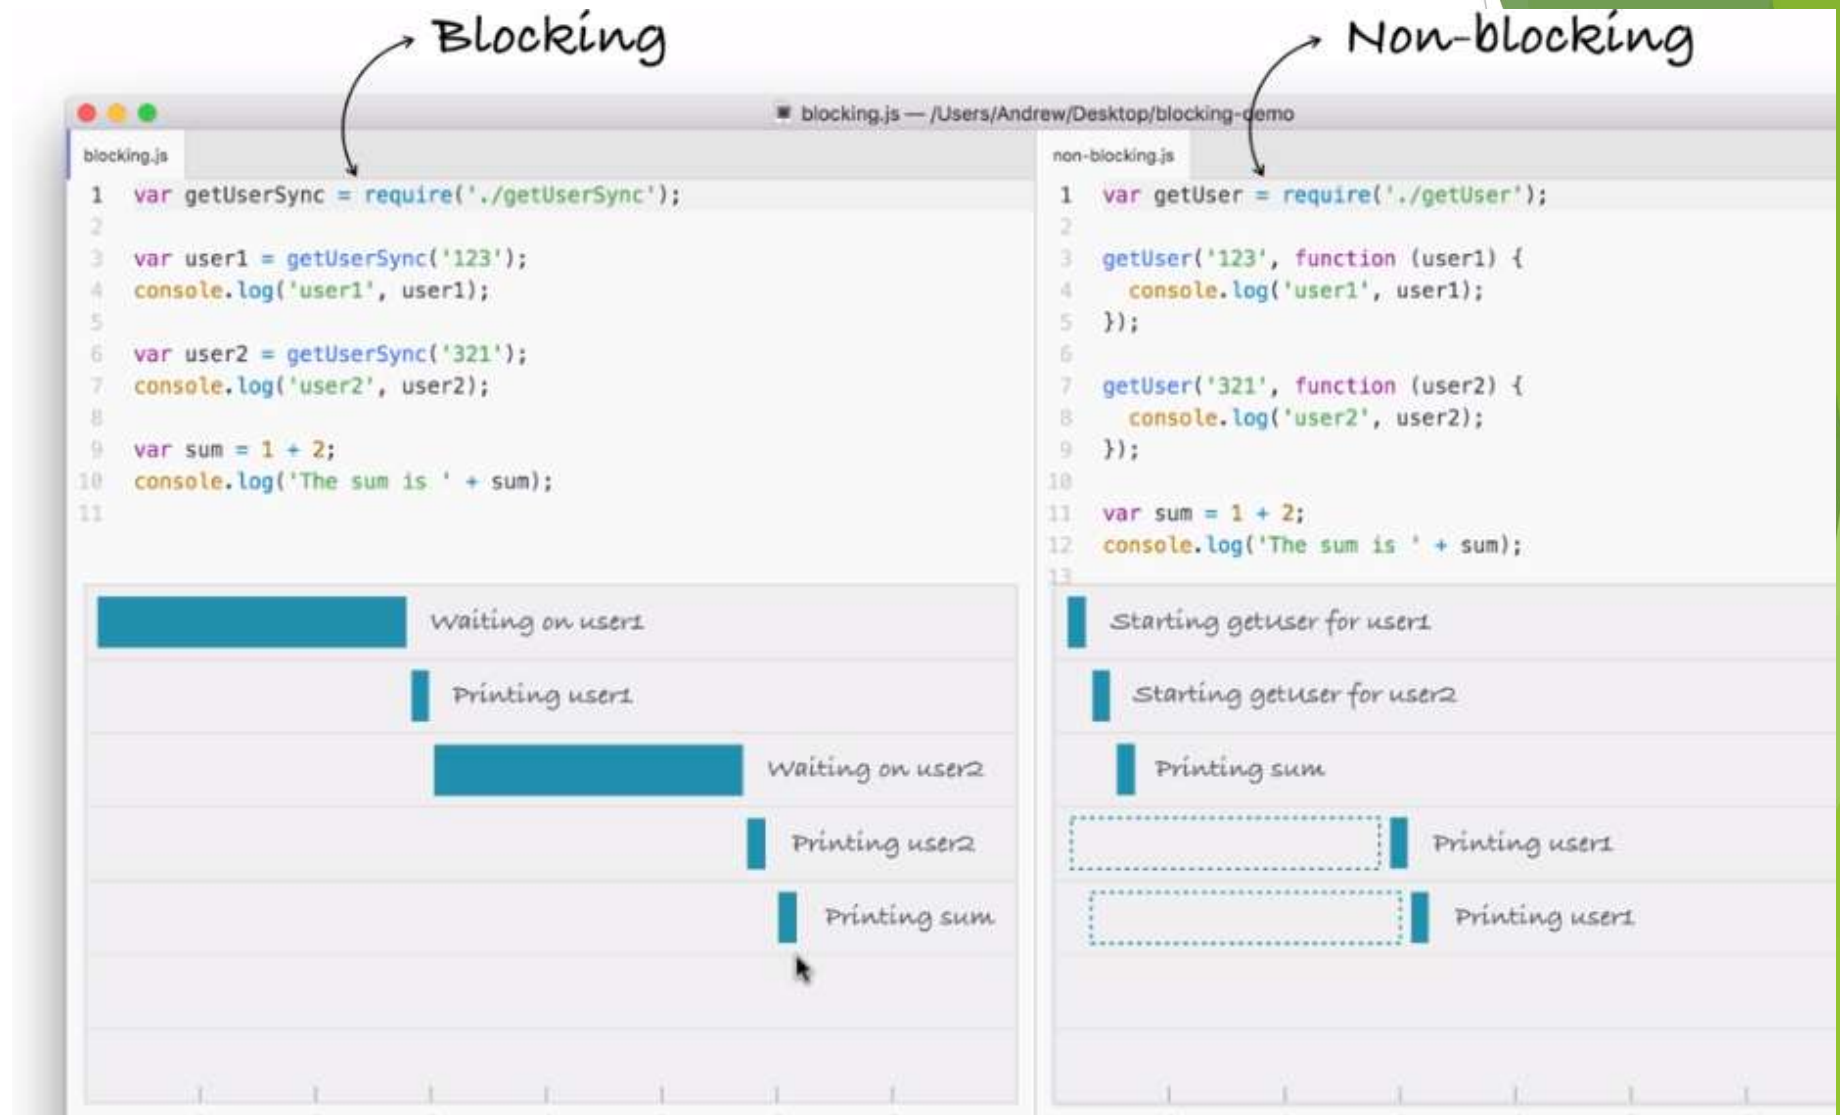 Blocking
Non-blocking
blocking.js — /Users/Andrew/Desktop/blocking-demo
blocking.js
1 var getUserSync = require('./getUserSync');
2
3 var user1 = getUserSync('123');
4 console.log('user1', user1);
5
6 var user2 = getUserSync('321');
7 console.log('user2', user2);
8
9 var sum = 1 + 2;
10 console.log('The sum is ' + sum);
11
Waiting on user1
Printing user1
Waiting on user2
Printing user2
Printing sum
non-blocking.js
1 var getUser = require('./getUser');
2
3 getUser('123', function (user1) {
4 console.log('user1', user1);
5 });
6
7 getUser('321', function (user2) {
8 console.log('user2', user2);
9 });
10
11 var sum = 1 + 2;
12 console.log('The sum is ' + sum);
13
Starting getUser for user1
Starting getUser for user2
Printing sum
Printing user1
Printing user1